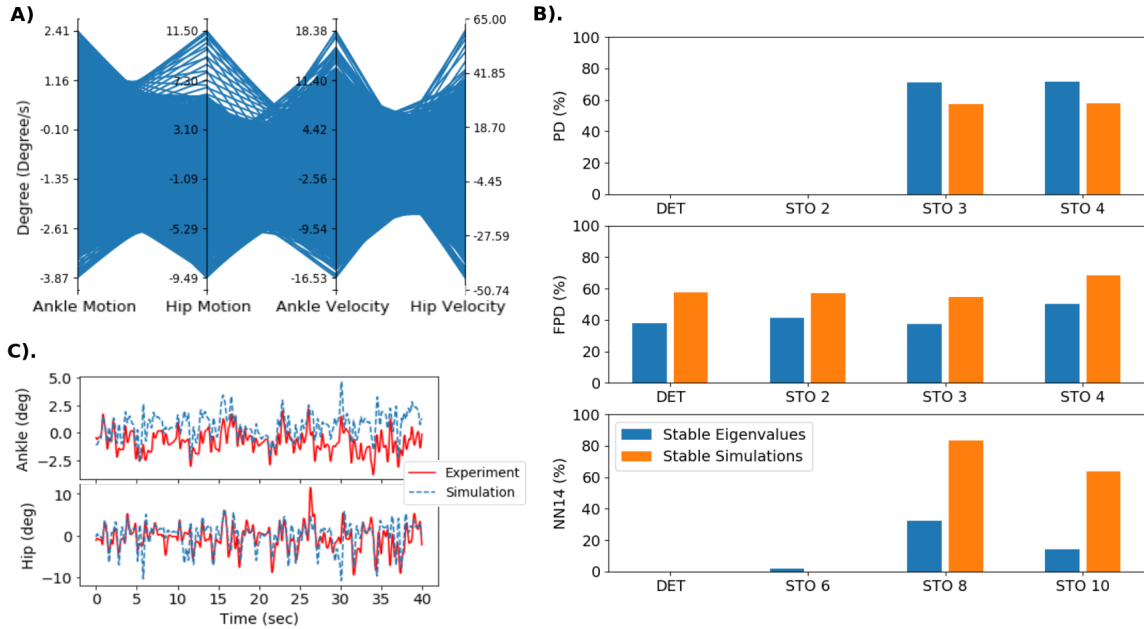 A)
2.41
1.16
-0.10
-1.35
-2.61
-3.87
Degree (Degree/s)
11.50
7.30
3.10
-1.09
-5.29
-9.49
18.38
11.40
4.42
-2.56
-9.54
-16.53
65.00
41.85
18.70
-4.45
-27.59
-50.74
Ankle Motion Hip Motion Ankle Velocity Hip Velocity
B).
100
80
60
40
20
0
PD (%)
DET STO 2 STO 3 STO 4
100
80
60
40
20
0
FPD (%)
DET STO 2 STO 3 STO 4
100
80
60
40
20
0
NN14 (%)
Stable Eigenvalues
Stable Simulations
DET STO 6 STO 8 STO 10
C).
5.0
2.5
0.0
−2.5
Ankle (deg)
Experiment
Simulation
10
0
−10
Hip (deg)
0 5 10 15 20 25 30 35 40
Time (sec)